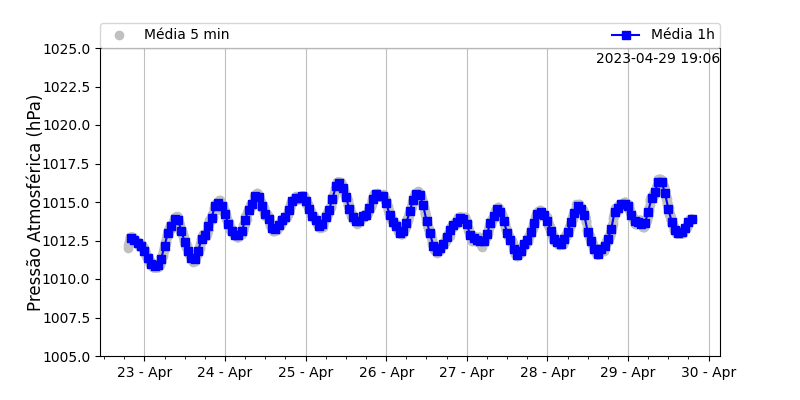 Média 5 min
Média 1h
2023-04-29 19:06
Pressão Atmosférica (hPa)
1025.0
1022.5
1020.0
1017.5
1015.0
1012.5
1010.0
1007.5
1005.0
23 - Apr
24 - Apr
25 - Apr
26 - Apr
27 - Apr
28 - Apr
29 - Apr
30 - Apr